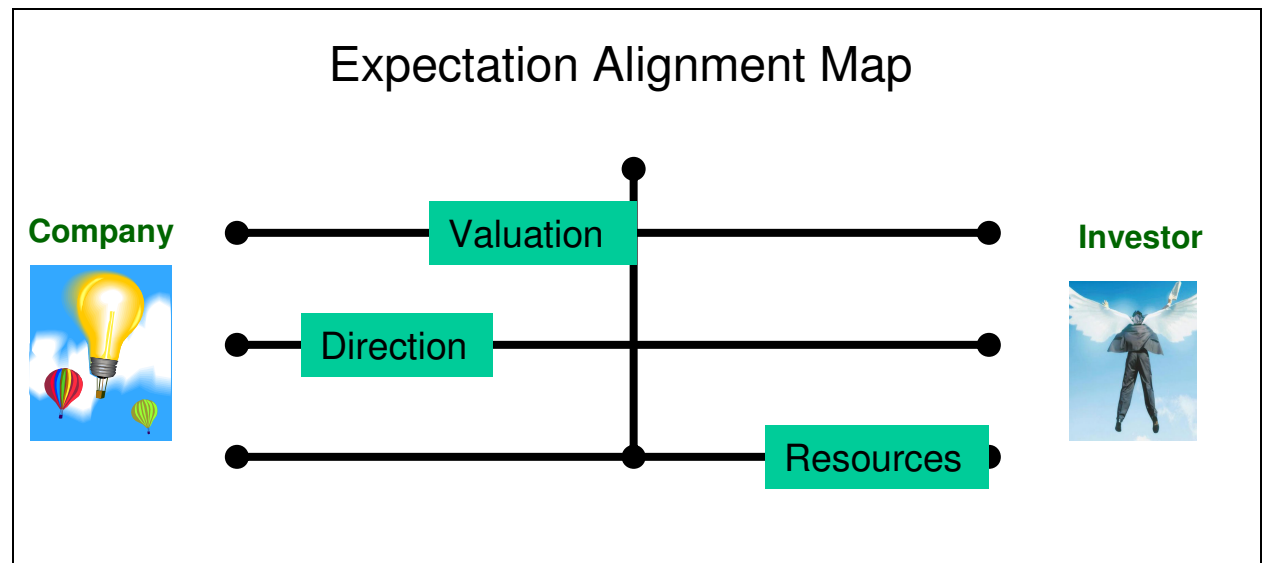 Expectation Alignment Map
Company
Valuation
Investor
Direction
Resources